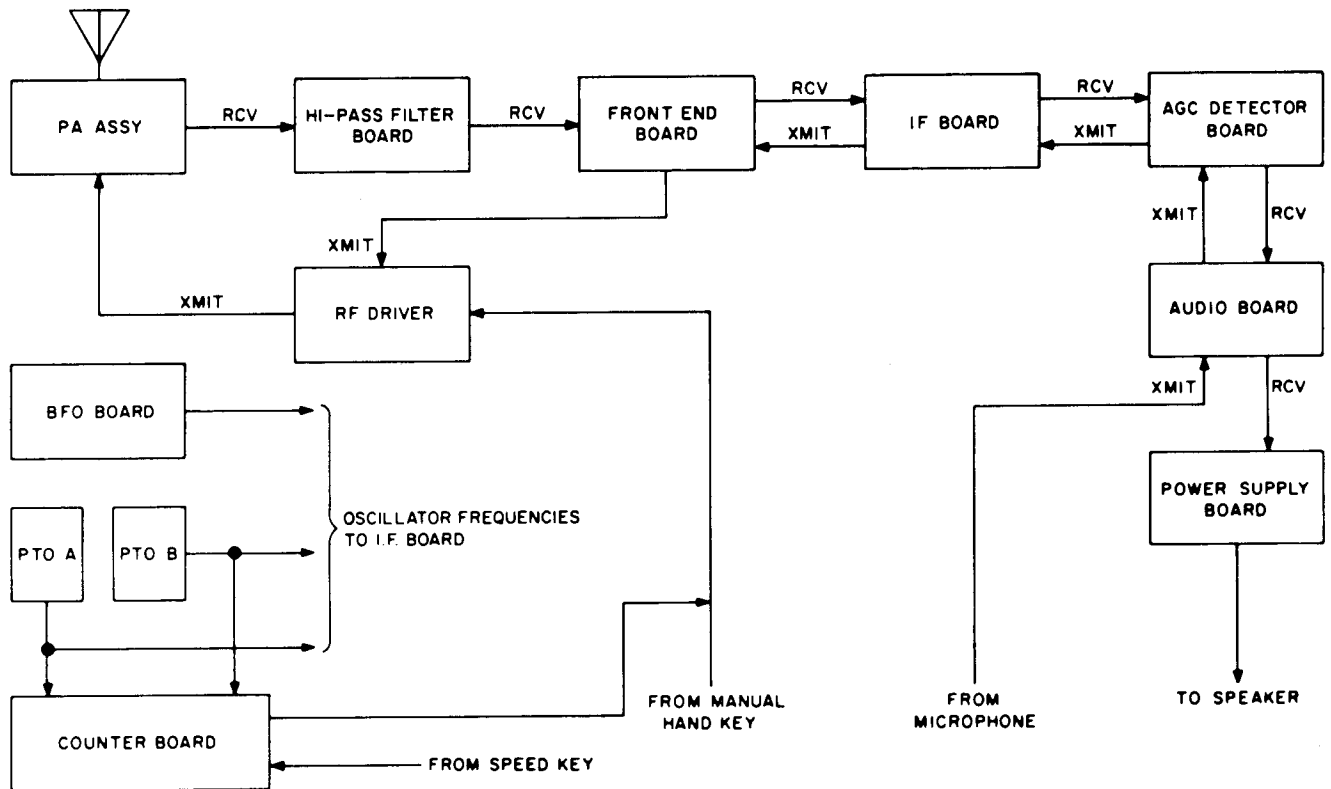 PA ASSY
RCV
HI-PASS FILTER
BOARD
RCV
FRONT END
BOARD
RCV
XMIT
IF BOARD
RCV
XMIT
AGC DETECTOR
BOARD
XMIT
RCV
XMIT
XMIT
RF DRIVER
AUDIO BOARD
XMIT
RCV
BFO BOARD
POWER SUPPLY
BOARD
PTO A
PTO B
OSCILLATOR FREQUENCIES
TO I.F. BOARD
FROM MANUAL
HAND KEY
FROM
MICROPHONE
TO SPEAKER
COUNTER BOARD
FROM SPEED KEY